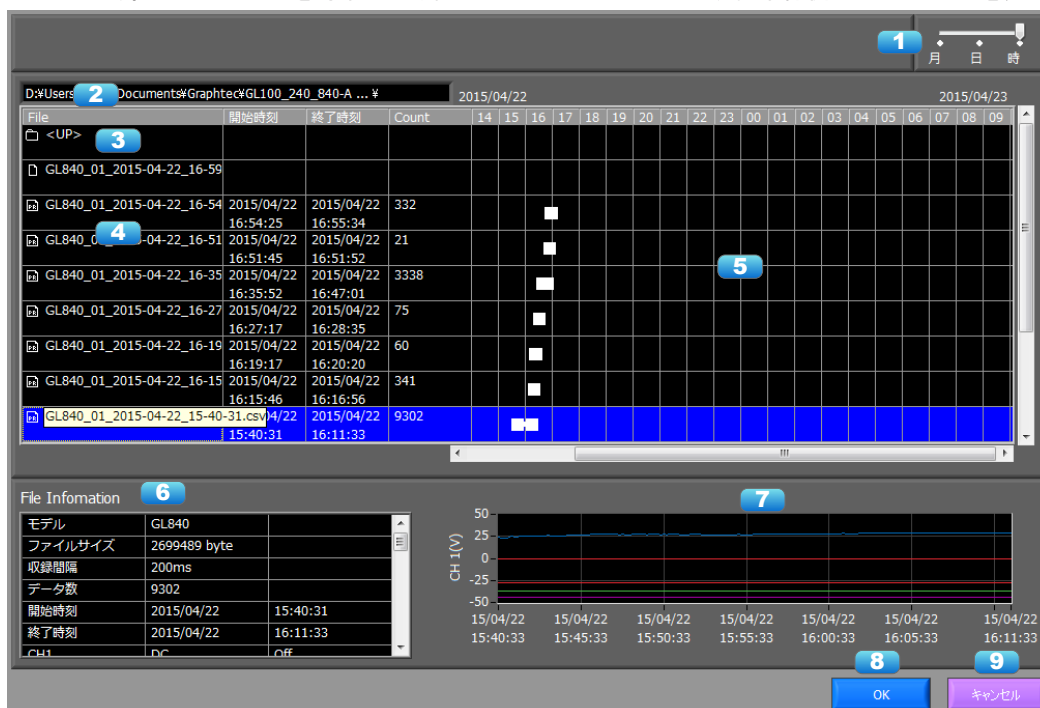 1
月 日 時
D:¥Users 2 Documents¥Graphtec¥GL100_240_840-A ... ¥
2015/04/22 2015/04/23
File 開始時刻 終了時刻 Count 14 15 16 17 18 19 20 21 22 23 00 01 02 03 04 05 06 07 08 09
<UP> 3
GL840_01_2015-04-22_16-59
GL840_01_2015-04-22_16-54 2015/04/22 2015/04/22 332
16:54:25 16:55:34
GL840_0 4 -04-22_16-51 2015/04/22 2015/04/22 21
16:51:45 16:51:52
GL840_01_2015-04-22_16-35 2015/04/22 2015/04/22 3338
16:35:52 16:47:01
5
GL840_01_2015-04-22_16-27 2015/04/22 2015/04/22 75
16:27:17 16:28:35
GL840_01_2015-04-22_16-19 2015/04/22 2015/04/22 60
16:19:17 16:20:20
GL840_01_2015-04-22_16-15 2015/04/22 2015/04/22 341
16:15:46 16:16:56
GL840_01_2015-04-22_15-40-31.csv 04/22 2015/04/22 9302
15:40:31 16:11:33
File Infomation 6
モデル GL840
ファイルサイズ 2699489 byte
収録間隔 200ms
データ数 9302
開始時刻 2015/04/22 15:40:31
終了時刻 2015/04/22 16:11:33
CH1 DC Off
7
CH 1(V)
50
25
0
-25
-50
15/04/22 15/04/22 15/04/22 15/04/22 15/04/22 15/04/22 15/04/22
15:40:33 15:45:33 15:50:33 15:55:33 16:00:33 16:05:33 16:11:33
8 9
OK キャンセル